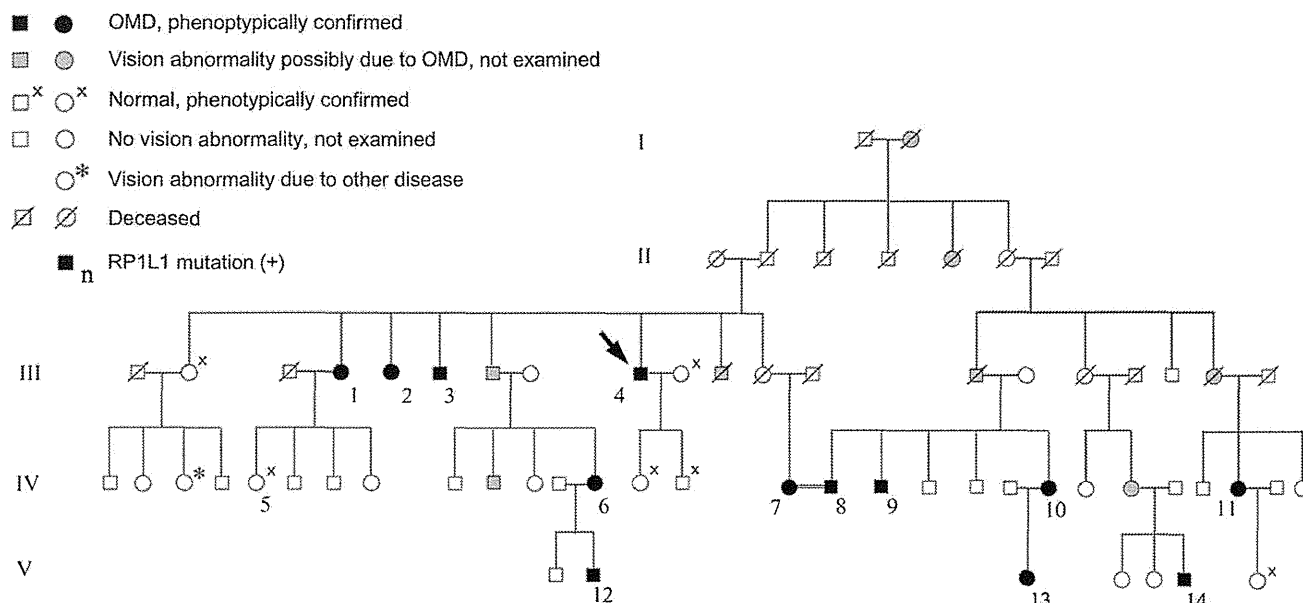 OMD, phenoptypically confirmed
Vision abnormality possibly due to OMD, not examined
x x Normal, phenotypically confirmed
No vision abnormality, not examined
* Vision abnormality due to other disease
Deceased
n RP1L1 mutation (+)
I
II
III x 1 2 3 4 x
IV * 5 x 6 x x 7 8 9 10 11
V 12 13 14 x